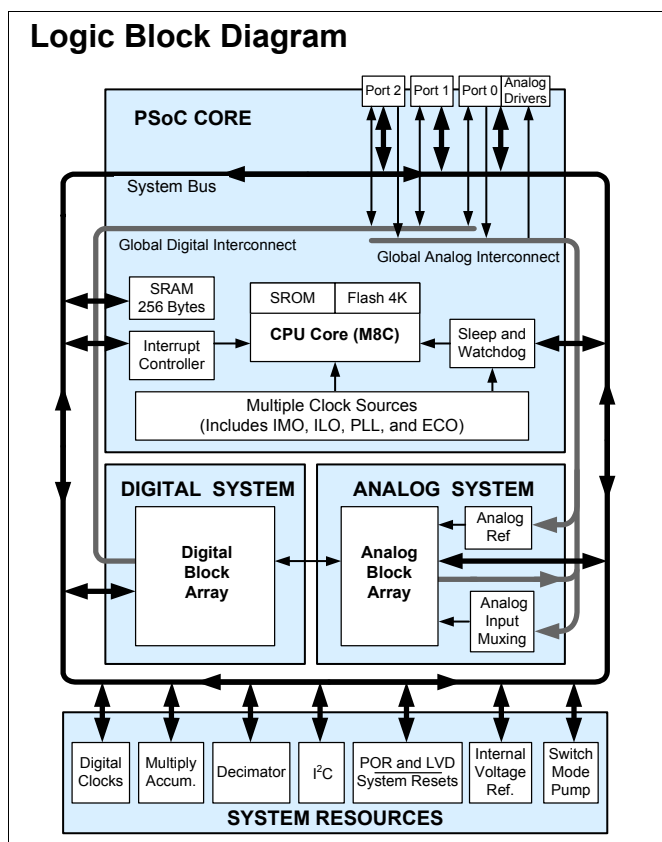 Logic Block Diagram
Port 2
Port 1
Port 0
Analog
Drivers
PSoC CORE
System Bus
Global Digital Interconnect
Global Analog Interconnect
SRAM
256 Bytes
SROM
Flash 4K
CPU Core (M8C)
Interrupt
Controller
Sleep and
Watchdog
Multiple Clock Sources
(Includes IMO, ILO, PLL, and ECO)
DIGITAL SYSTEM
ANALOG SYSTEM
Digital
Block
Array
Analog
Block
Array
Analog
Ref
Analog
Input
Muxing
Digital
Clocks
Multiply
Accum.
Decimator
I²C
POR and LVD
System Resets
Internal
Voltage
Ref.
Switch
Mode
Pump
SYSTEM RESOURCES